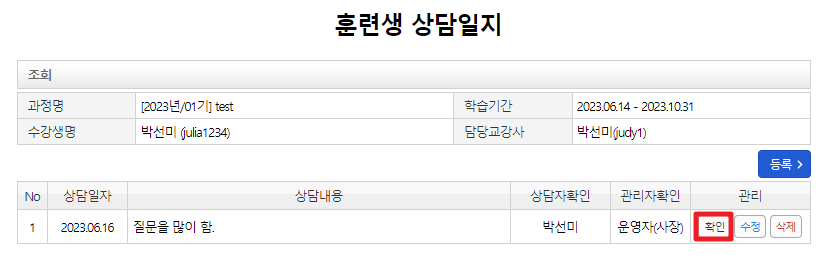 훈련생 상담일지
조회
과정명 [2023년/01기] test 학습기간 2023.06.14 - 2023.10.31
수강생명 박선미 (julia1234) 담당교강사 박선미(judy1)
등록 >
No 상담일자 상담내용 상담자확인 관리자확인 관리
1 2023.06.16 질문을 많이 함. 박선미 운영자(사장) 확인 수정 삭제